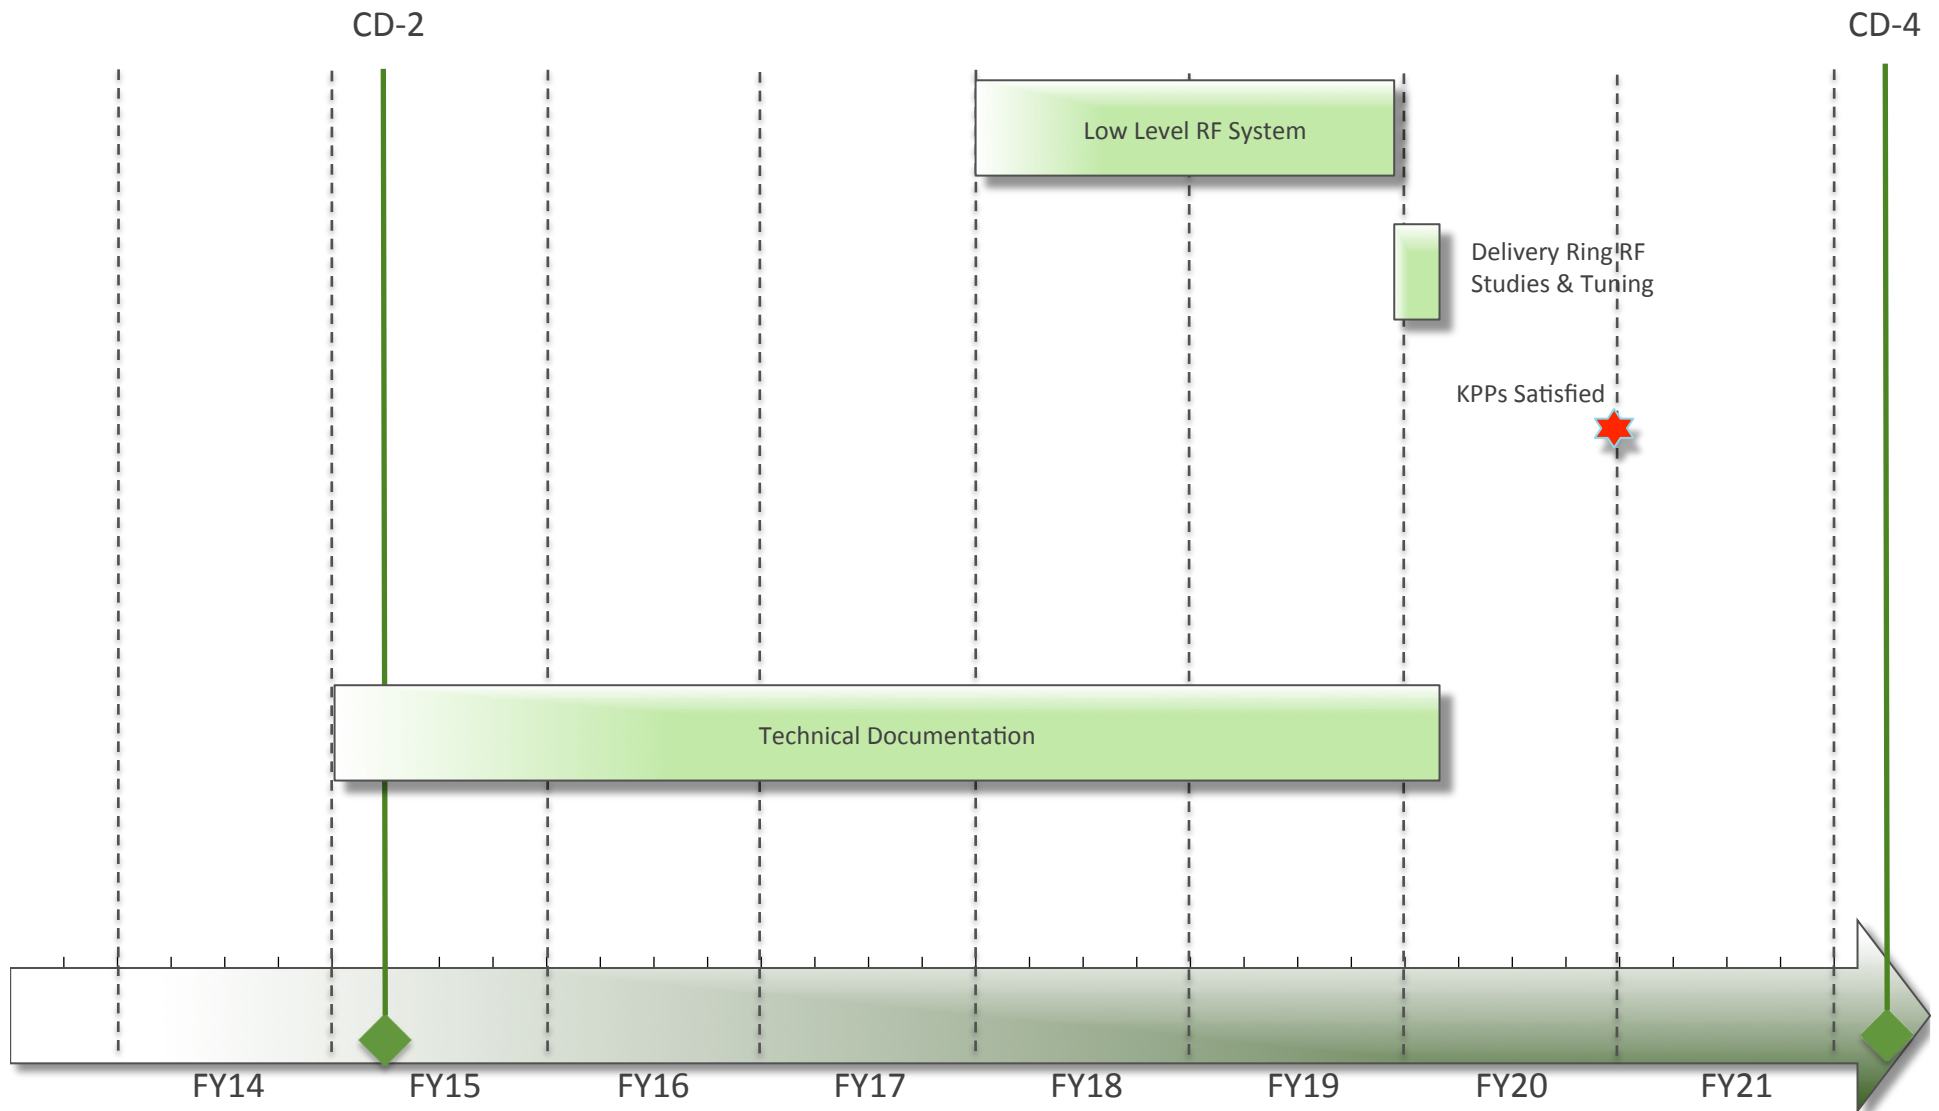 CD-2
CD-4
Low Level RF System
Delivery Ring RF
Studies & Tuning
KPPs Satisfied
Technical Documentation
FY14
FY15
FY16
FY17
FY18
FY19
FY20
FY21